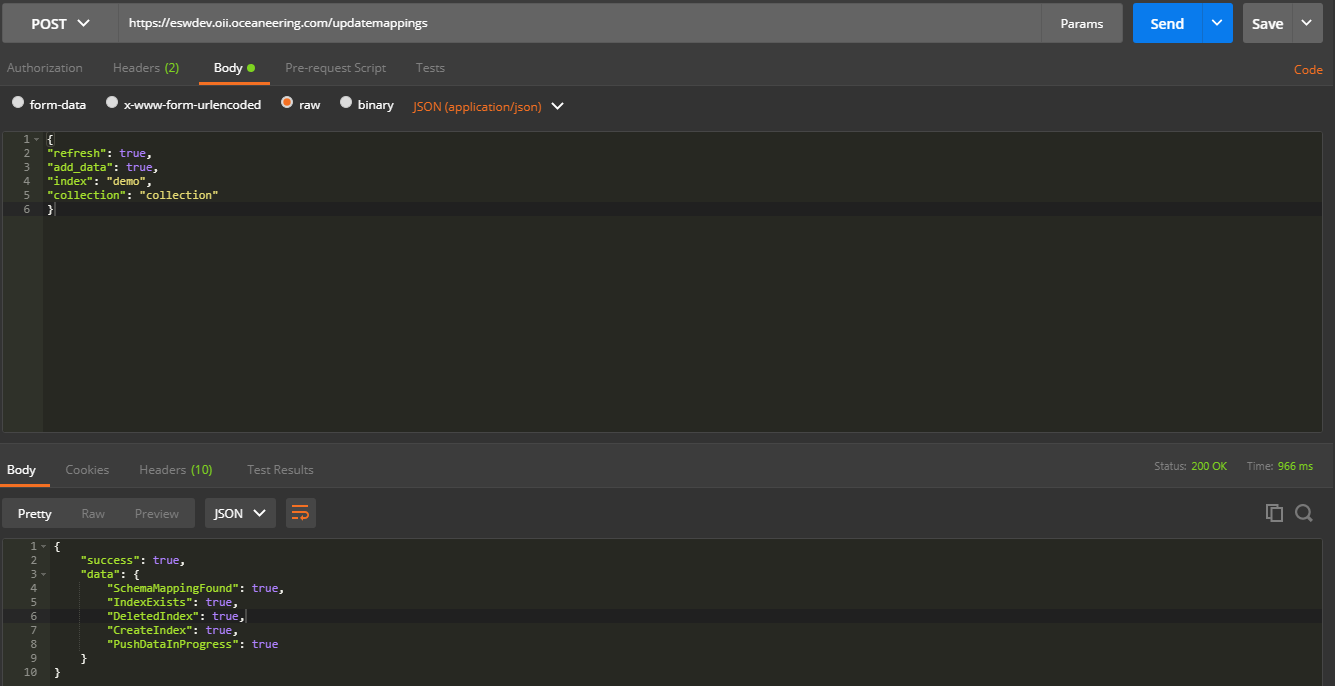 POST https://eswdev.oii.oceaneering.com/updatemappings Params Send Save
Authorization Headers (2) Body Pre-request Script Tests Code
form-data x-www-form-urlencoded raw binary JSON (application/json)
1 {
2 "refresh": true,
3 "add_data": true,
4 "index": "demo",
5 "collection": "collection"
6 }
Body Cookies Headers (10) Test Results Status: 200 OK Time: 966 ms
Pretty Raw Preview JSON
1 {
2 "success": true,
3 "data": {
4 "SchemaMappingFound": true,
5 "IndexExists": true,
6 "DeletedIndex": true,
7 "CreateIndex": true,
8 "PushDataInProgress": true
9 }
10 }